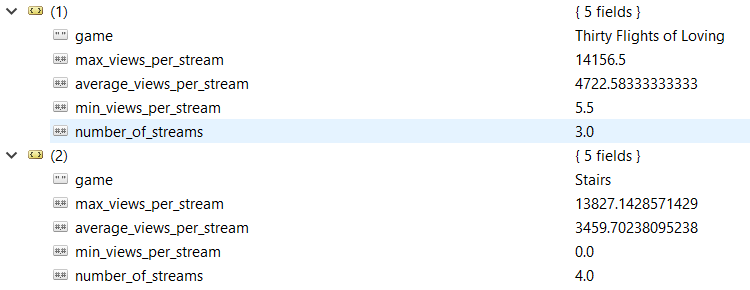 (1) { 5 fields }
game Thirty Flights of Loving
max_views_per_stream 14156.5
average_views_per_stream 4722.58333333333
min_views_per_stream 5.5
number_of_streams 3.0
(2) { 5 fields }
game Stairs
max_views_per_stream 13827.1428571429
average_views_per_stream 3459.70238095238
min_views_per_stream 0.0
number_of_streams 4.0